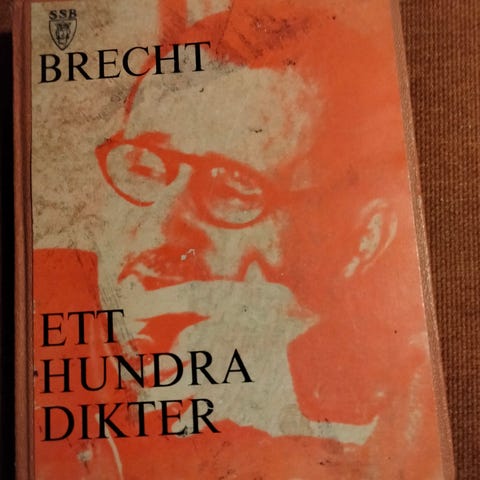 SSB
BRECHT
ETT
HUNDRA
DIKTER